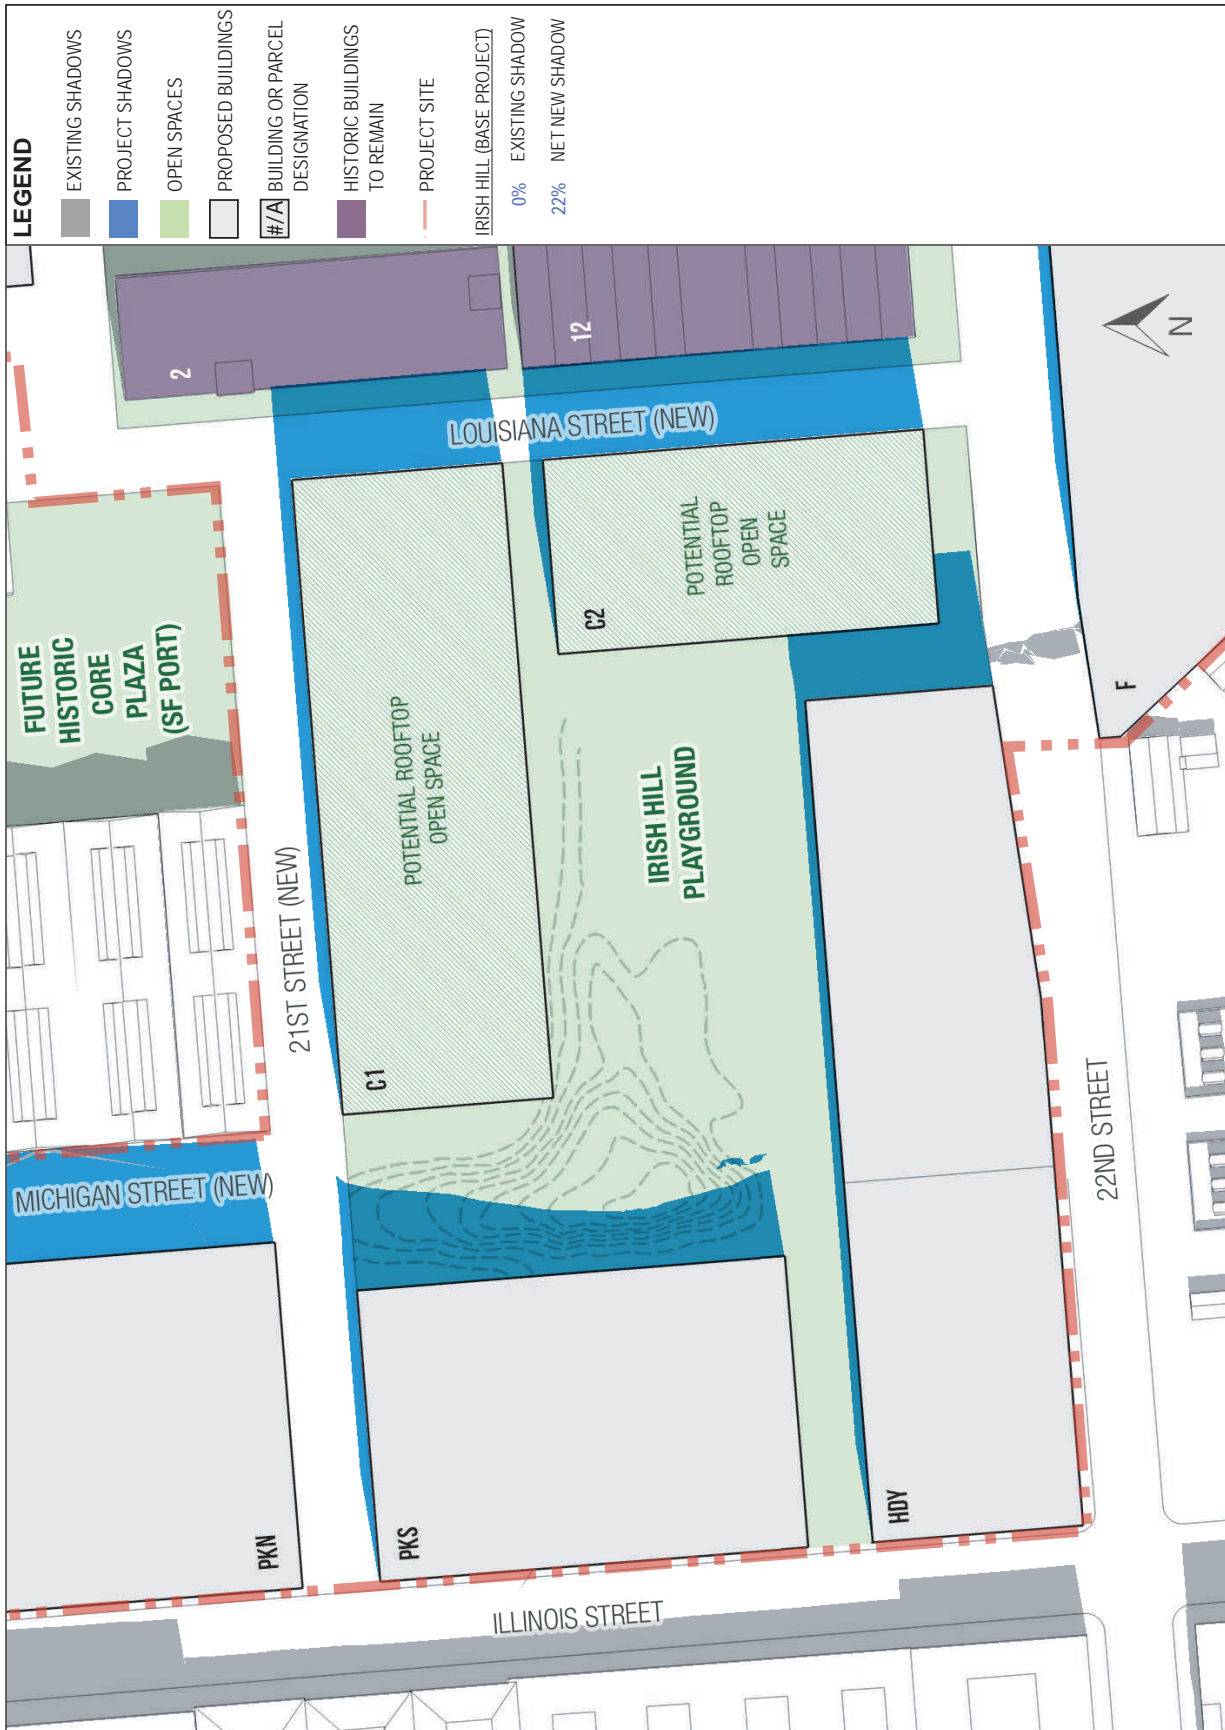 LEGEND
EXISTING SHADOWS
PROJECT SHADOWS
OPEN SPACES
PROPOSED BUILDINGS
#/A BUILDING OR PARCEL
DESIGNATION
HISTORIC BUILDINGS
TO REMAIN
PROJECT SITE
IRISH HILL (BASE PROJECT)
0% EXISTING SHADOW
22% NET NEW SHADOW
FUTURE
HISTORIC
CORE
PLAZA
(SF PORT)
2
12
LOUISIANA STREET (NEW)
MICHIGAN STREET (NEW)
21ST STREET (NEW)
POTENTIAL ROOFTOP
OPEN SPACE
C1
POTENTIAL
ROOFTOP
OPEN
SPACE
C2
IRISH HILL
PLAYGROUND
PKN
PKS
HDY
F
ILLINOIS STREET
22ND STREET
N